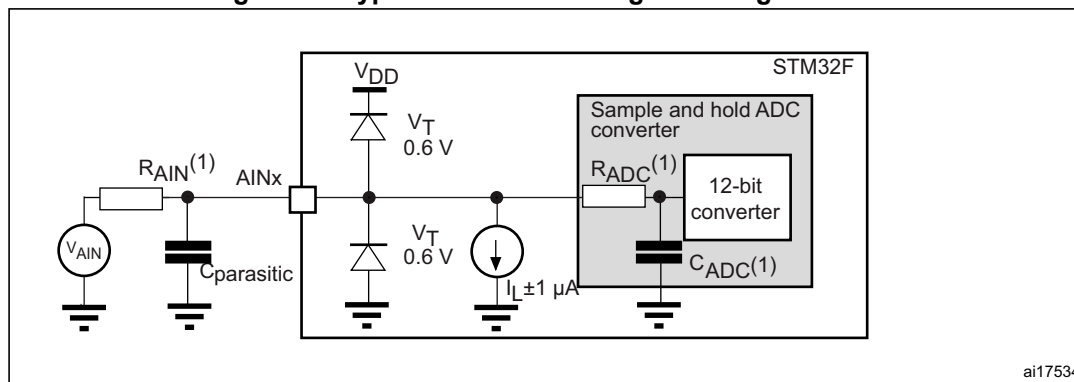 STM32F
VDD
Sample and hold ADC
converter
VT
0.6 V
RAIN(1)
AINx
RADC(1)
12-bit
converter
VAIN
Cparasitic
VT
0.6 V
IL±1 µA
CADC(1)
ai17534